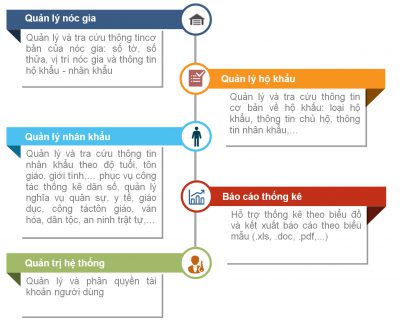 Quản lý nóc gia
Quản lý và tra cứu thông tincơ
bản của nóc gia: số tờ, số
thửa, vị trí nóc gia và thông tin
hộ khẩu - nhân khẩu
Quản lý hộ khẩu
Quản lý và tra cứu thông tin
cơ bản về hộ khẩu: loại hộ
khẩu, thông tin chủ hộ, thông
tin nhân khẩu,...
Quản lý nhân khẩu
Quản lý và tra cứu thông tin
nhân khẩu theo độ tuổi, tôn
giáo, giới tính,... phục vụ công
tác thống kê dân số, quản lý
nghĩa vụ quân sự, y tế, giáo
dục, công táctôn giáo, văn
hóa, dân tộc, an ninh trật tự,...
Báo cáo thống kê
Hỗ trợ thống kê theo biểu đồ
và kết xuất báo cáo theo biểu
mẫu (.xls, .doc, .pdf,...)
Quản trị hệ thống
Quản lý và phân quyền tài
khoản người dùng